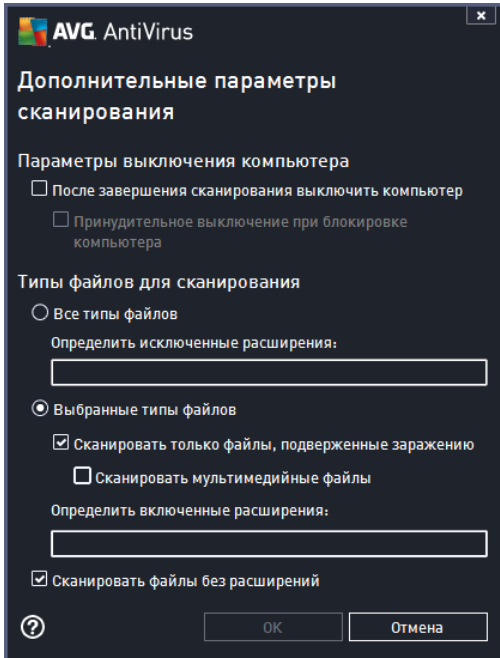 AVG. AntiVirus
Дополнительные параметры
сканирования
Параметры выключения компьютера
После завершения сканирования выключить компьютер
Принудительное выключение при блокировке
компьютера
Типы файлов для сканирования
Все типы файлов
Определить исключенные расширения:
Выбранные типы файлов
Сканировать только файлы, подверженные заражению
Сканировать мультимедийные файлы
Определить включенные расширения:
Сканировать файлы без расширений
? OK Отмена